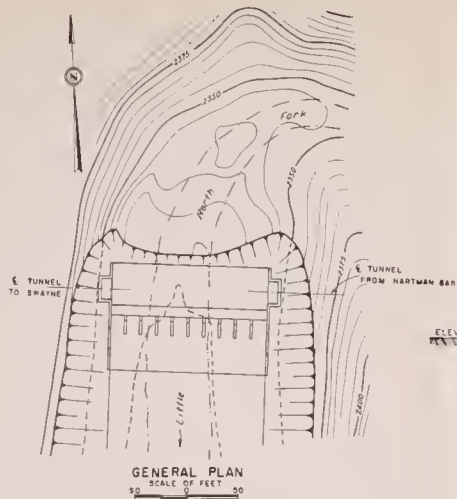 2375
2350
Fork
2350
North
N
2375
℄ TUNNEL
TO SWAYNE
℄ TUNNEL
FROM HARTMAN BAR
ELEV
Little
2400
GENERAL PLAN
SCALE OF FEET
50 0 50